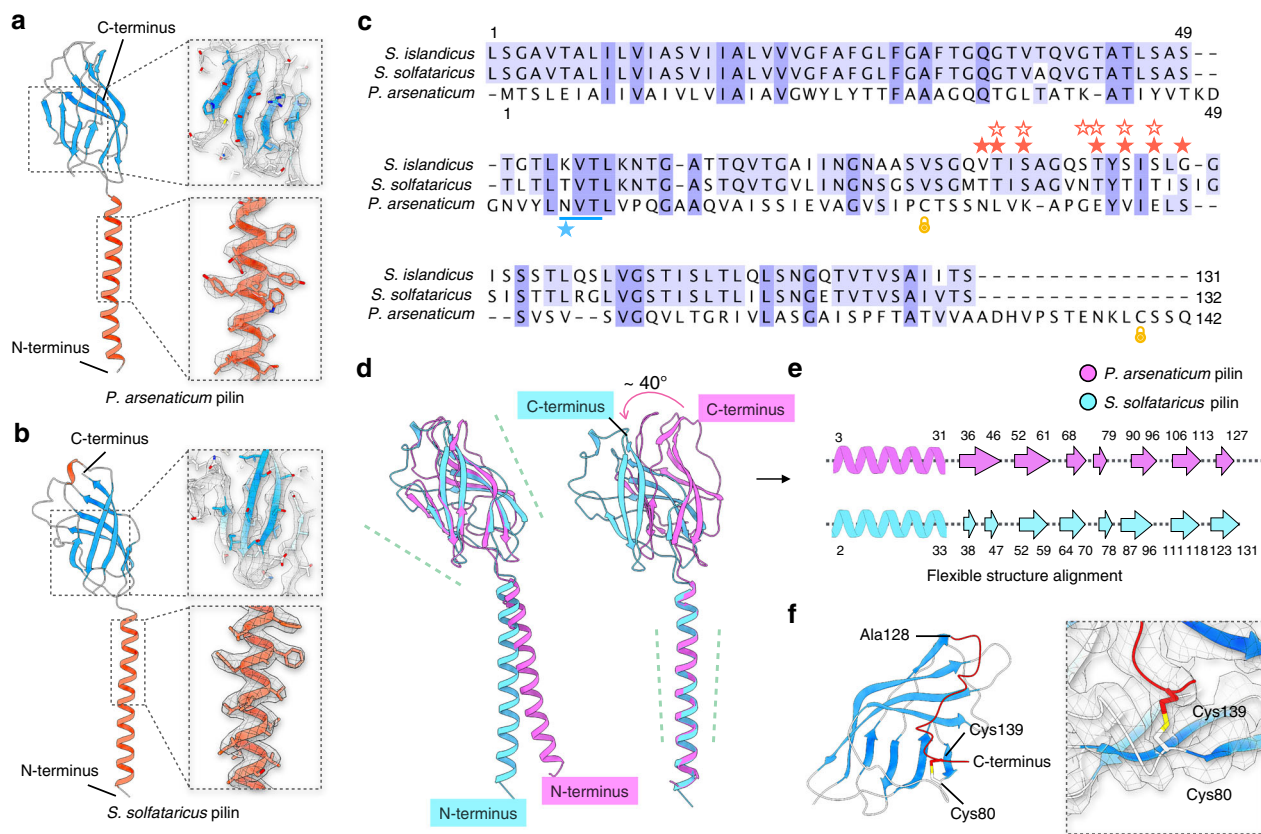 a
C-terminus
N-terminus
P. arsenaticum pilin
b
C-terminus
N-terminus
S. solfataricus pilin
c
1 49
S. islandicus LSGAVTALILVIASVIIALVVVGFAFGLFGAFTGQGTVTQVGTATLSAS--
S. solfataricus LSGAVTALILVIASVIIALVVVGFAFGLFGAFTGQGTVAQVGTATLSAS--
P. arsenaticum -MTSLEIAIIVAIVLVIAIAVAGWYLYTTFAAAGQQTGLTATK-ATIYVTKD
1 49
S. islandicus TGTLKVTLKNTG-ATTQVTGAIINGNAASVSGQVTISAGQSTYSISLG-G
S. solfataricus TLTLTVTLKNTG-ASTQVTGVLINGNSGSVSGMTTISAGVNTYTITISIG
P. arsenaticum GNVYLNVTLVPQGAAQVAISSIEVAGVSIPCTSSNLVK-APGEYVIELS--
S. islandicus ISSSTLQSLVGSTISLTLQLSNGQTVTVSAIITS----------------- 131
S. solfataricus SISTTLRGLVGSTISLTLILSNGETVTVSAIVTS----------------- 132
P. arsenaticum -SVSV--SVGQVLTGRIVLASGAISPFTATVVAADHVPSTENKLCSSQ 142
d
~ 40°
C-terminus
C-terminus
N-terminus
N-terminus
e
P. arsenaticum pilin
S. solfataricus pilin
3 31 36 46 52 61 68 79 90 96 106 113 127
2 33 38 47 52 59 64 70 78 87 96 111 118 123 131
Flexible structure alignment
f
Ala128
Cys139
C-terminus
Cys80
Cys139
Cys80